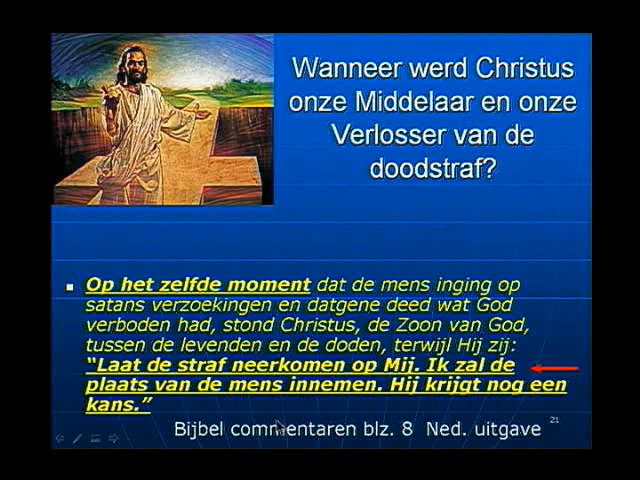 Wanneer werd Christus
onze Middelaar en onze
Verlosser van de
doodstraf?
Op het zelfde moment dat de mens inging op
satans verzoekingen en datgene deed wat God
verboden had, stond Christus, de Zoon van God,
tussen de levenden en de doden, terwijl Hij zij:
“Laat de straf neerkomen op Mij. Ik zal de
plaats van de mens innemen. Hij krijgt nog een
kans.”
Bijbel commentaren blz. 8 Ned. uitgave
21